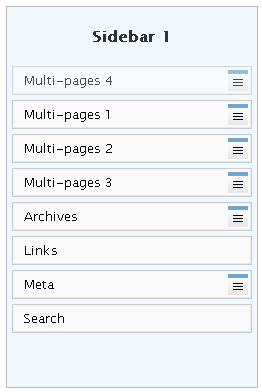 Sidebar 1
Multi-pages 4
Multi-pages 1
Multi-pages 2
Multi-pages 3
Archives
Links
Meta
Search